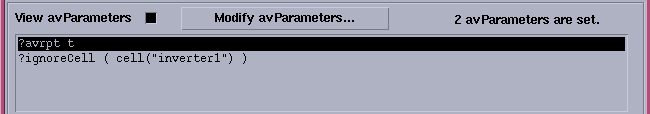 View avParameters Modify avParameters... 2 avParameters are set.
?avrpt t
?ignoreCell ( cell("inverter1") )